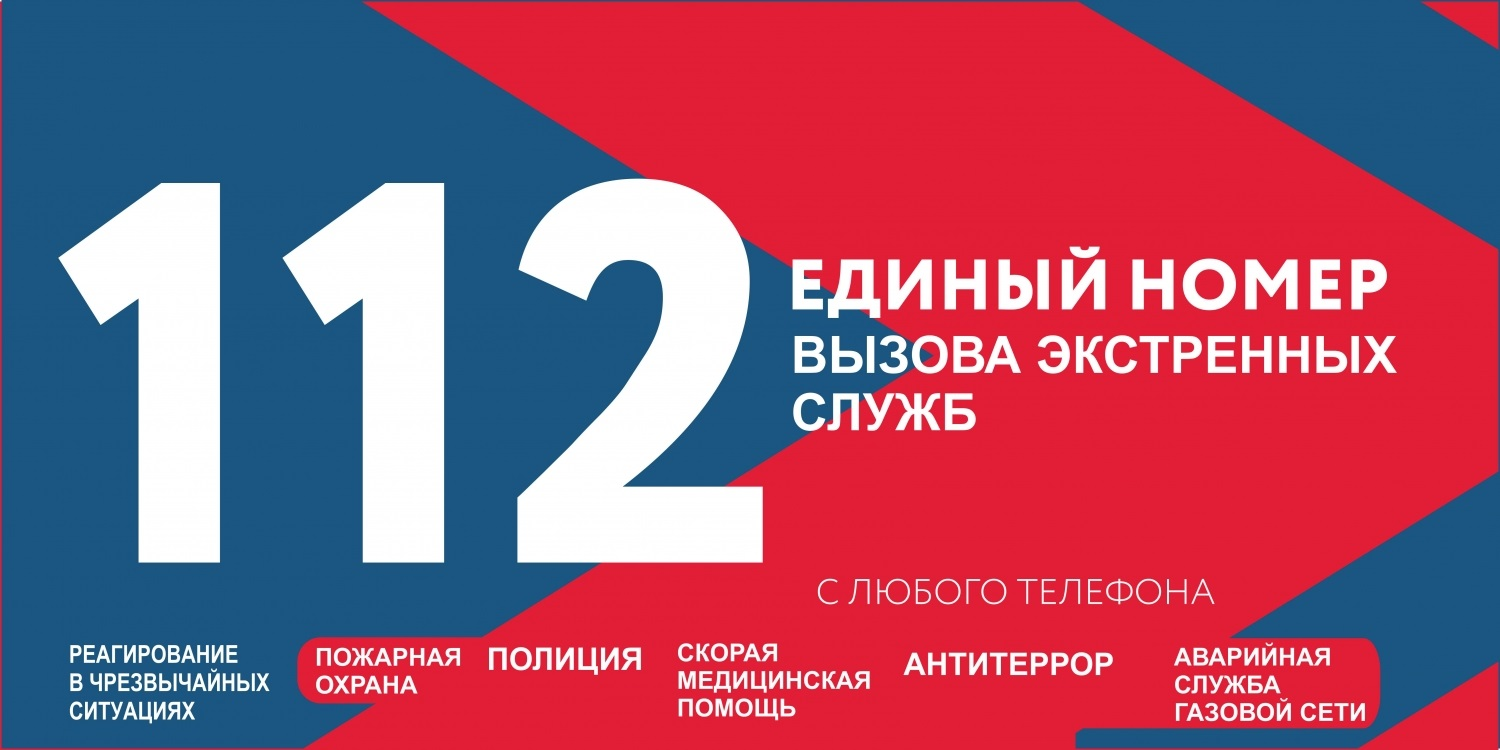 112
ЕДИНЫЙ НОМЕР
ВЫЗОВА ЭКСТРЕННЫХ
СЛУЖБ
С ЛЮБОГО ТЕЛЕФОНА
РЕАГИРОВАНИЕ
В ЧРЕЗВЫЧАЙНЫХ
СИТУАЦИЯХ
ПОЖАРНАЯ
ОХРАНА
ПОЛИЦИЯ
СКОРАЯ
МЕДИЦИНСКАЯ
ПОМОЩЬ
АНТИТЕРРОР
АВАРИЙНАЯ
СЛУЖБА
ГАЗОВОЙ СЕТИ